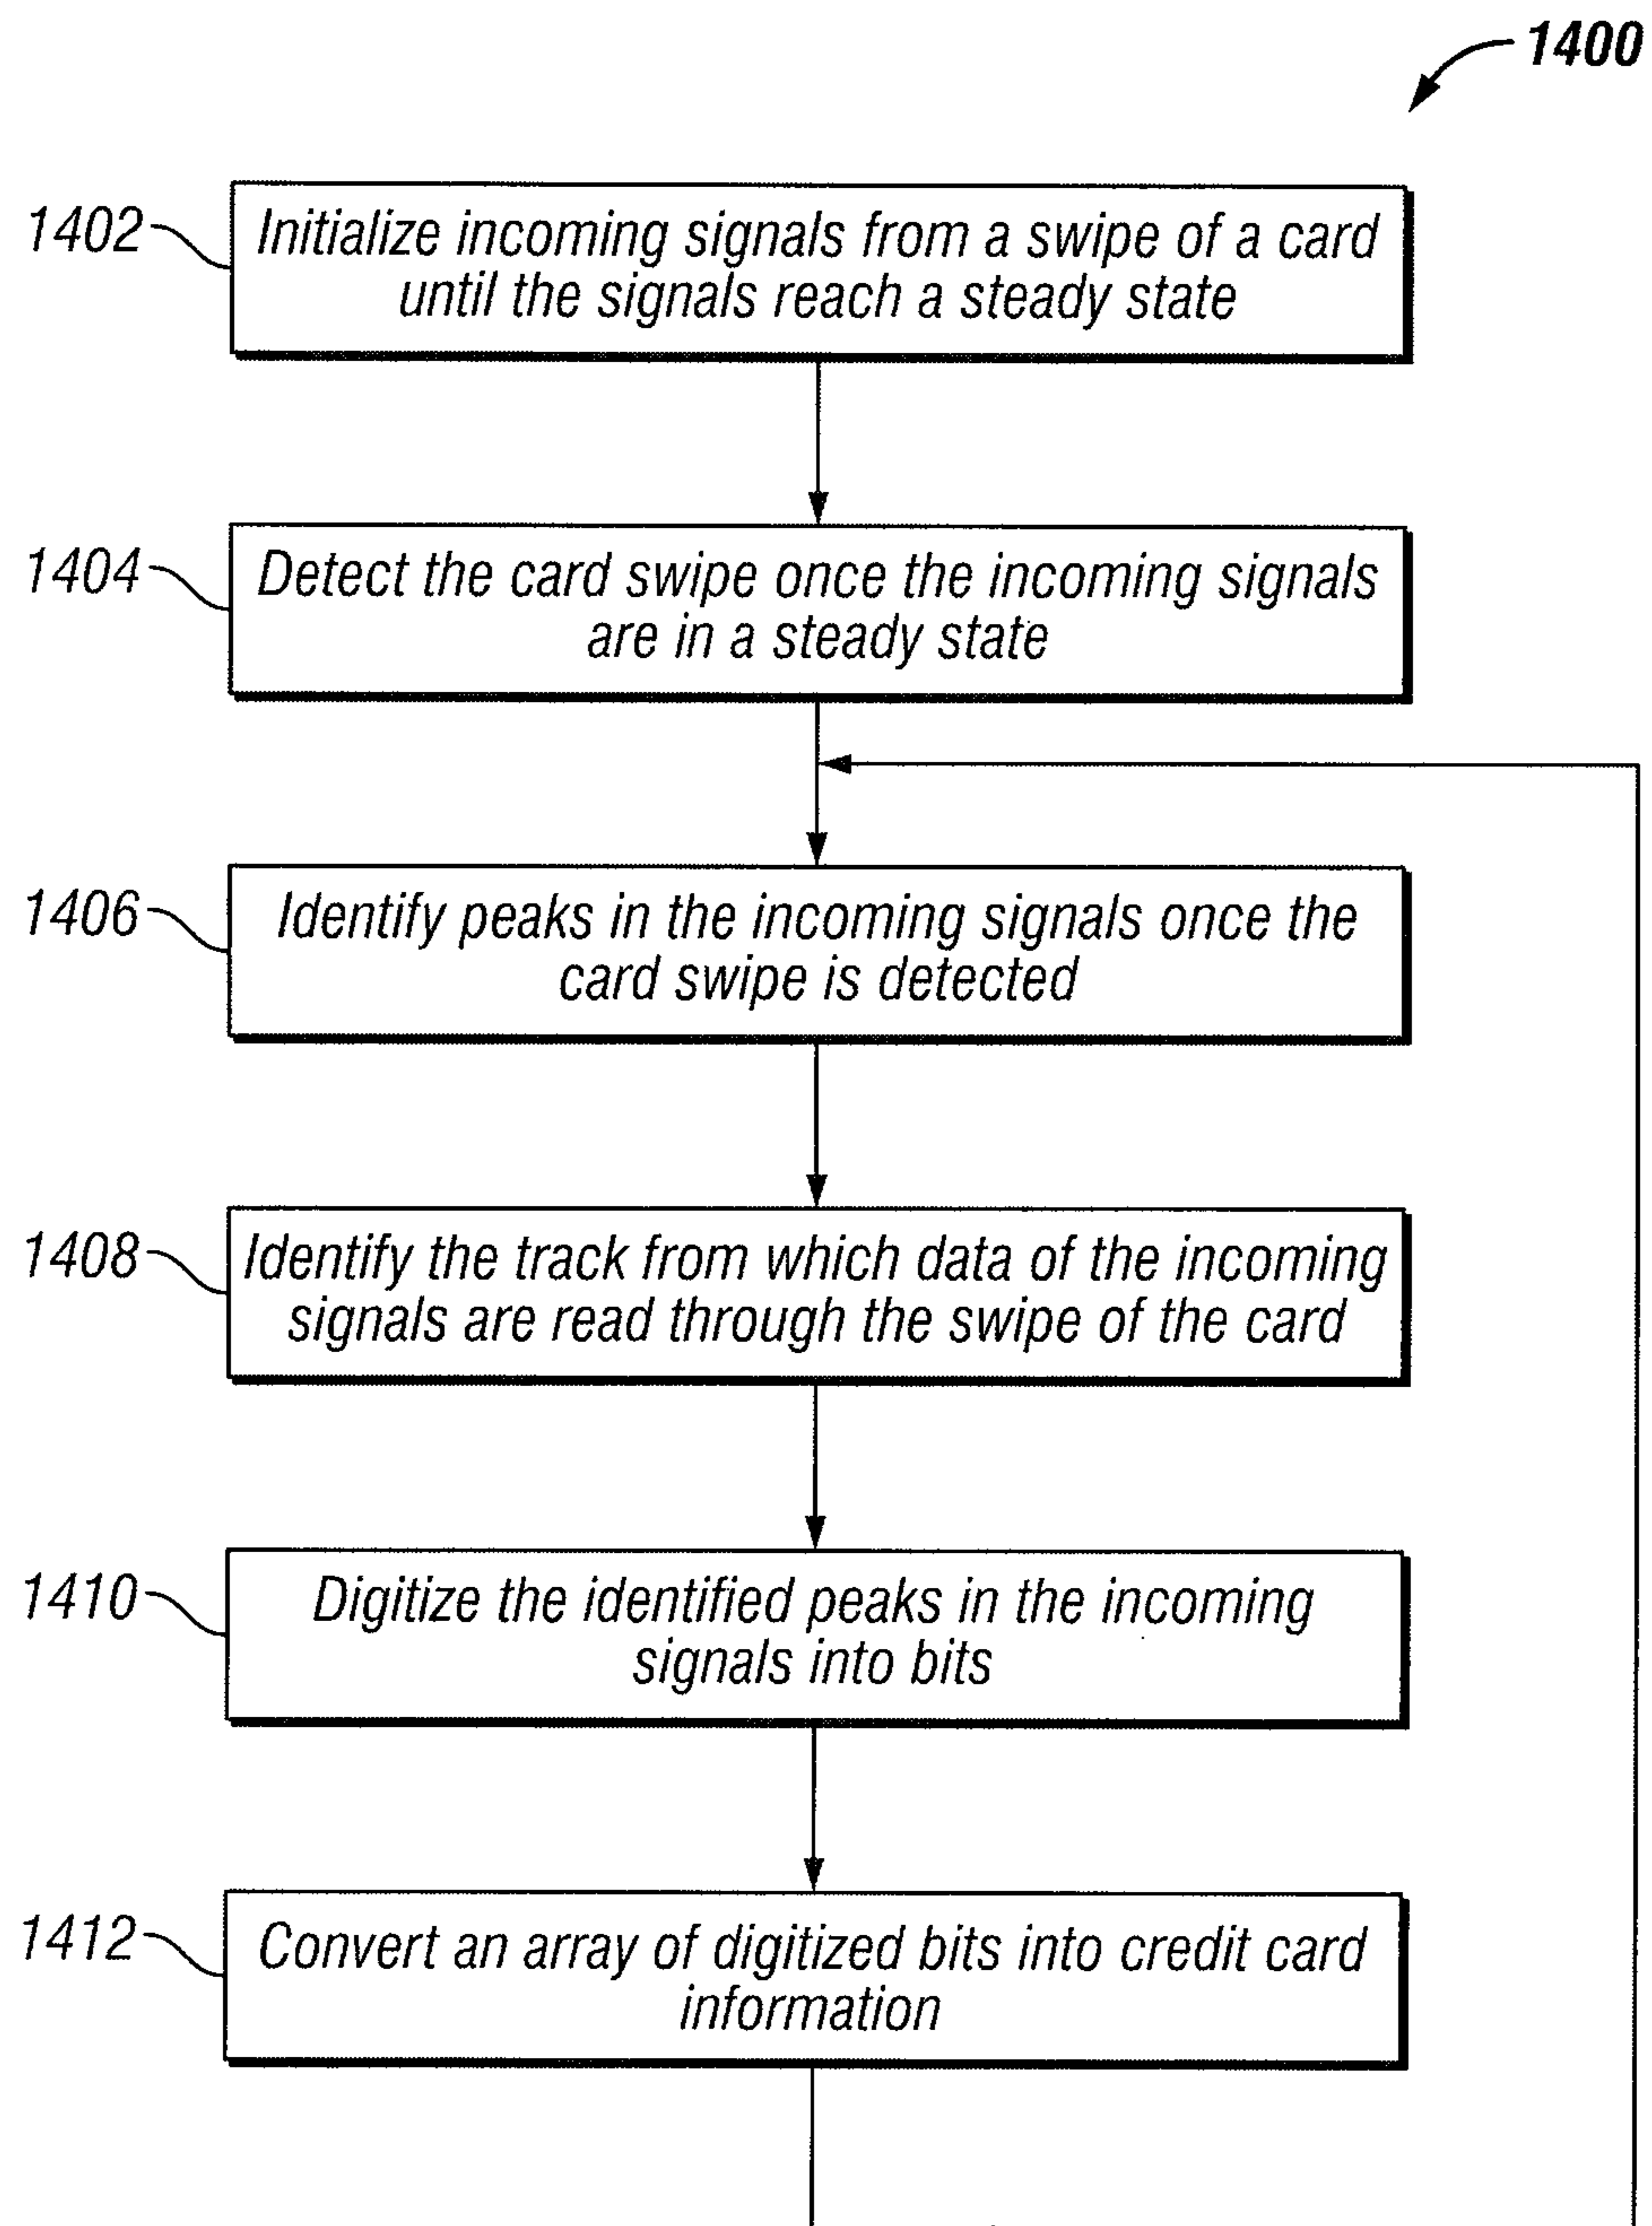 1400
1402
Initialize incoming signals from a swipe of a card
until the signals reach a steady state
1404
Detect the card swipe once the incoming signals
are in a steady state
1406
Identify peaks in the incoming signals once the
card swipe is detected
1408
Identify the track from which data of the incoming
signals are read through the swipe of the card
1410
Digitize the identified peaks in the incoming
signals into bits
1412
Convert an array of digitized bits into credit card
information